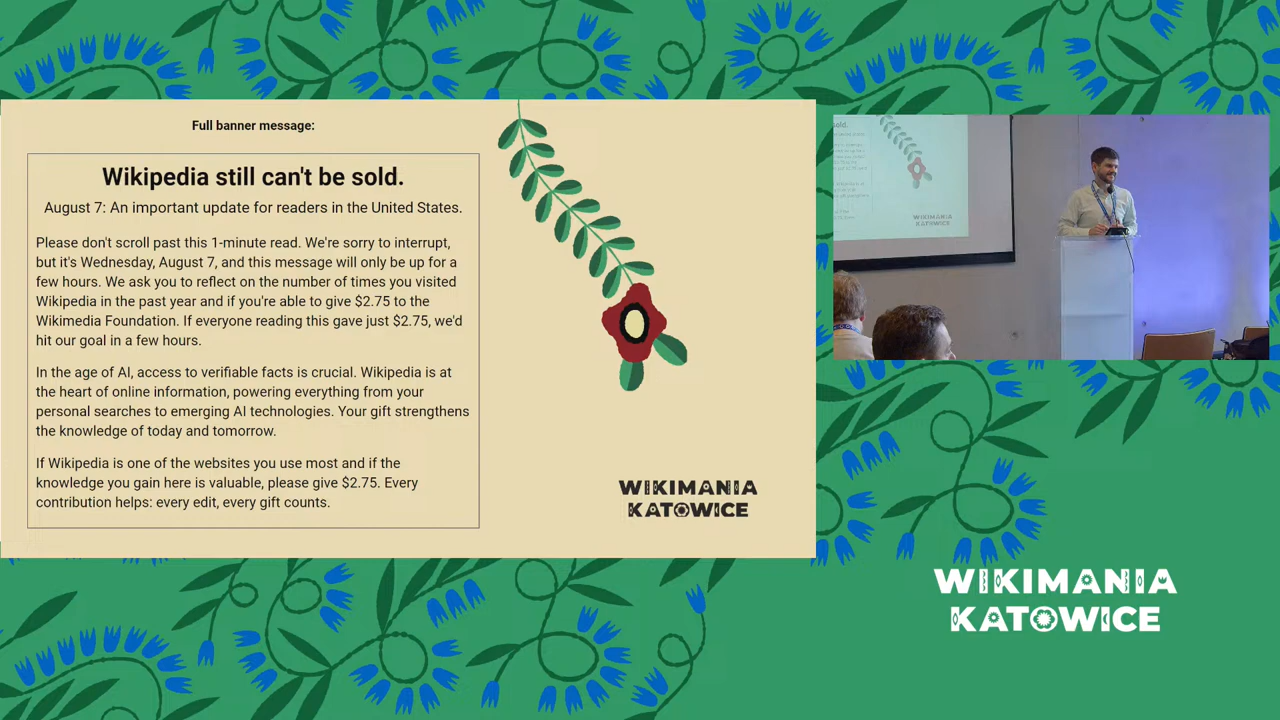 Full banner message:
Wikipedia still can't be sold.
August 7: An important update for readers in the United States.
Please don't scroll past this 1-minute read. We're sorry to interrupt,
but it's Wednesday, August 7, and this message will only be up for a
few hours. We ask you to reflect on the number of times you visited
Wikipedia in the past year and if you're able to give $2.75 to the
Wikimedia Foundation. If everyone reading this gave just $2.75, we'd
hit our goal in a few hours.
In the age of AI, access to verifiable facts is crucial. Wikipedia is at
the heart of online information, powering everything from your
personal searches to emerging AI technologies. Your gift strengthens
the knowledge of today and tomorrow.
If Wikipedia is one of the websites you use most and if the
knowledge you gain here is valuable, please give $2.75. Every
contribution helps: every edit, every gift counts.
WIKIMANIA
KATOWICE
sold.
WIKIMANIA
KATOWICE
WIKIMANIA
KATOWICE